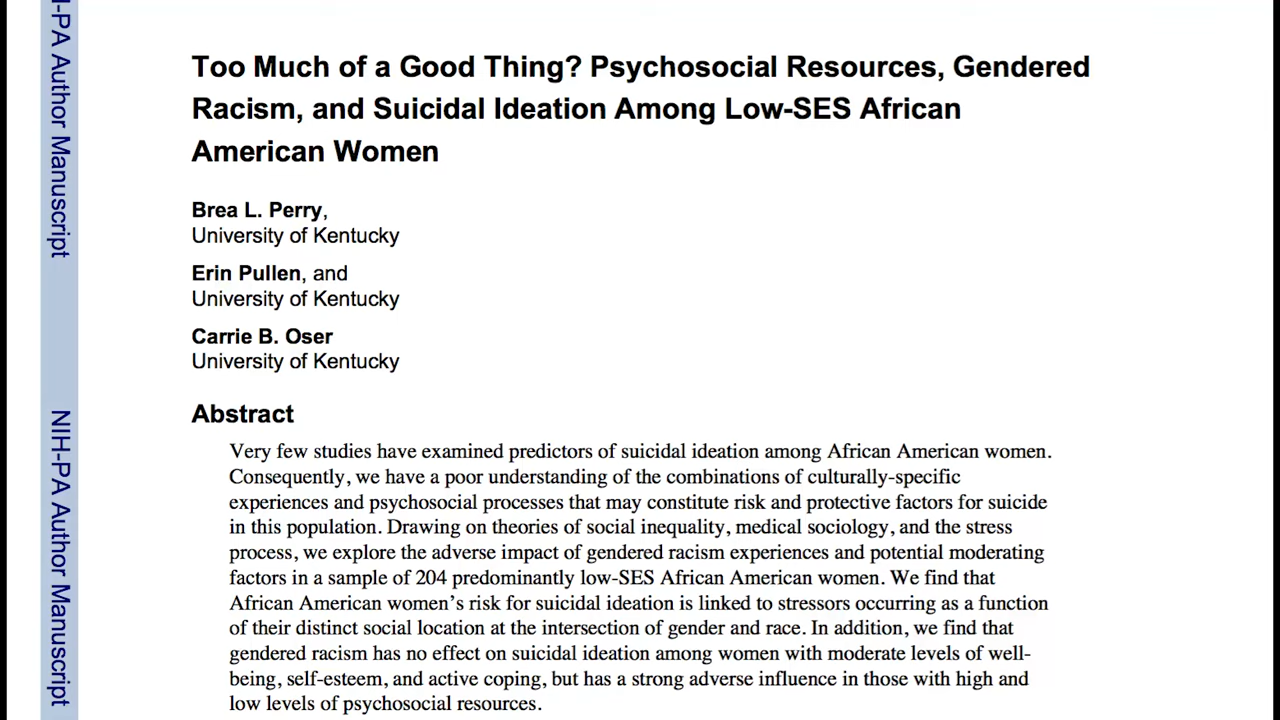 Too Much of a Good Thing? Psychosocial Resources, Gendered
Racism, and Suicidal Ideation Among Low-SES African
American Women
Brea L. Perry,
University of Kentucky
Erin Pullen, and
University of Kentucky
Carrie B. Oser
University of Kentucky
Abstract
Very few studies have examined predictors of suicidal ideation among African American women.
Consequently, we have a poor understanding of the combinations of culturally-specific
experiences and psychosocial processes that may constitute risk and protective factors for suicide
in this population. Drawing on theories of social inequality, medical sociology, and the stress
process, we explore the adverse impact of gendered racism experiences and potential moderating
factors in a sample of 204 predominantly low-SES African American women. We find that
African American women's risk for suicidal ideation is linked to stressors occurring as a function
of their distinct social location at the intersection of gender and race. In addition, we find that
gendered racism has no effect on suicidal ideation among women with moderate levels of well-
being, self-esteem, and active coping, but has a strong adverse influence in those with high and
low levels of psychosocial resources.
-PA Author Manuscript
NIH-PA Author Manuscript